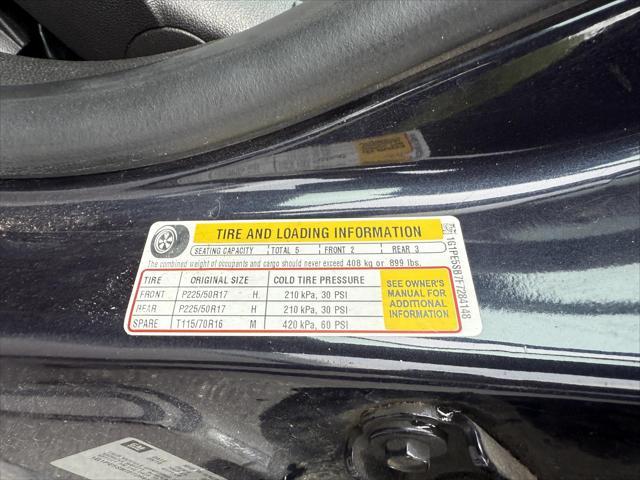 TIRE AND LOADING INFORMATION
SEATING CAPACITY TOTAL 5 FRONT 2 REAR 3
The combined weight of occupants and cargo should never exceed 408 kg or 899 lbs.
TIRE ORIGINAL SIZE COLD TIRE PRESSURE
FRONT P225/50R17 H 210 kPa, 30 PSI
REAR P225/50R17 H 210 kPa, 30 PSI
SPARE T115/70R16 M 420 kPa, 60 PSI
SEE OWNER'S
MANUAL FOR
ADDITIONAL
INFORMATION
1G1PE5SB7F7284148